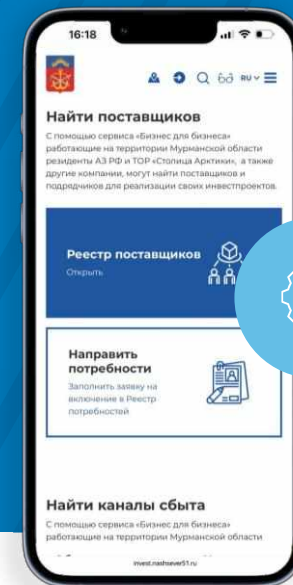 16:18
RU
Найти поставщиков
С помощью сервиса «Бизнес для бизнеса»
работающие на территории Мурманской области
резиденты АЗ РФ и ТОР «Столица Арктики», а также
другие компании, могут найти поставщиков и
подрядчиков для реализации своих инвестпроектов.
Реестр поставщиков
Открыть
Направить
потребности
Заполнить заявку на
включение в Реестр
потребностей
Найти каналы сбыта
С помощью сервиса «Бизнес для бизнеса»
работающие на территории Мурманской области
invest.nashsever51.ru